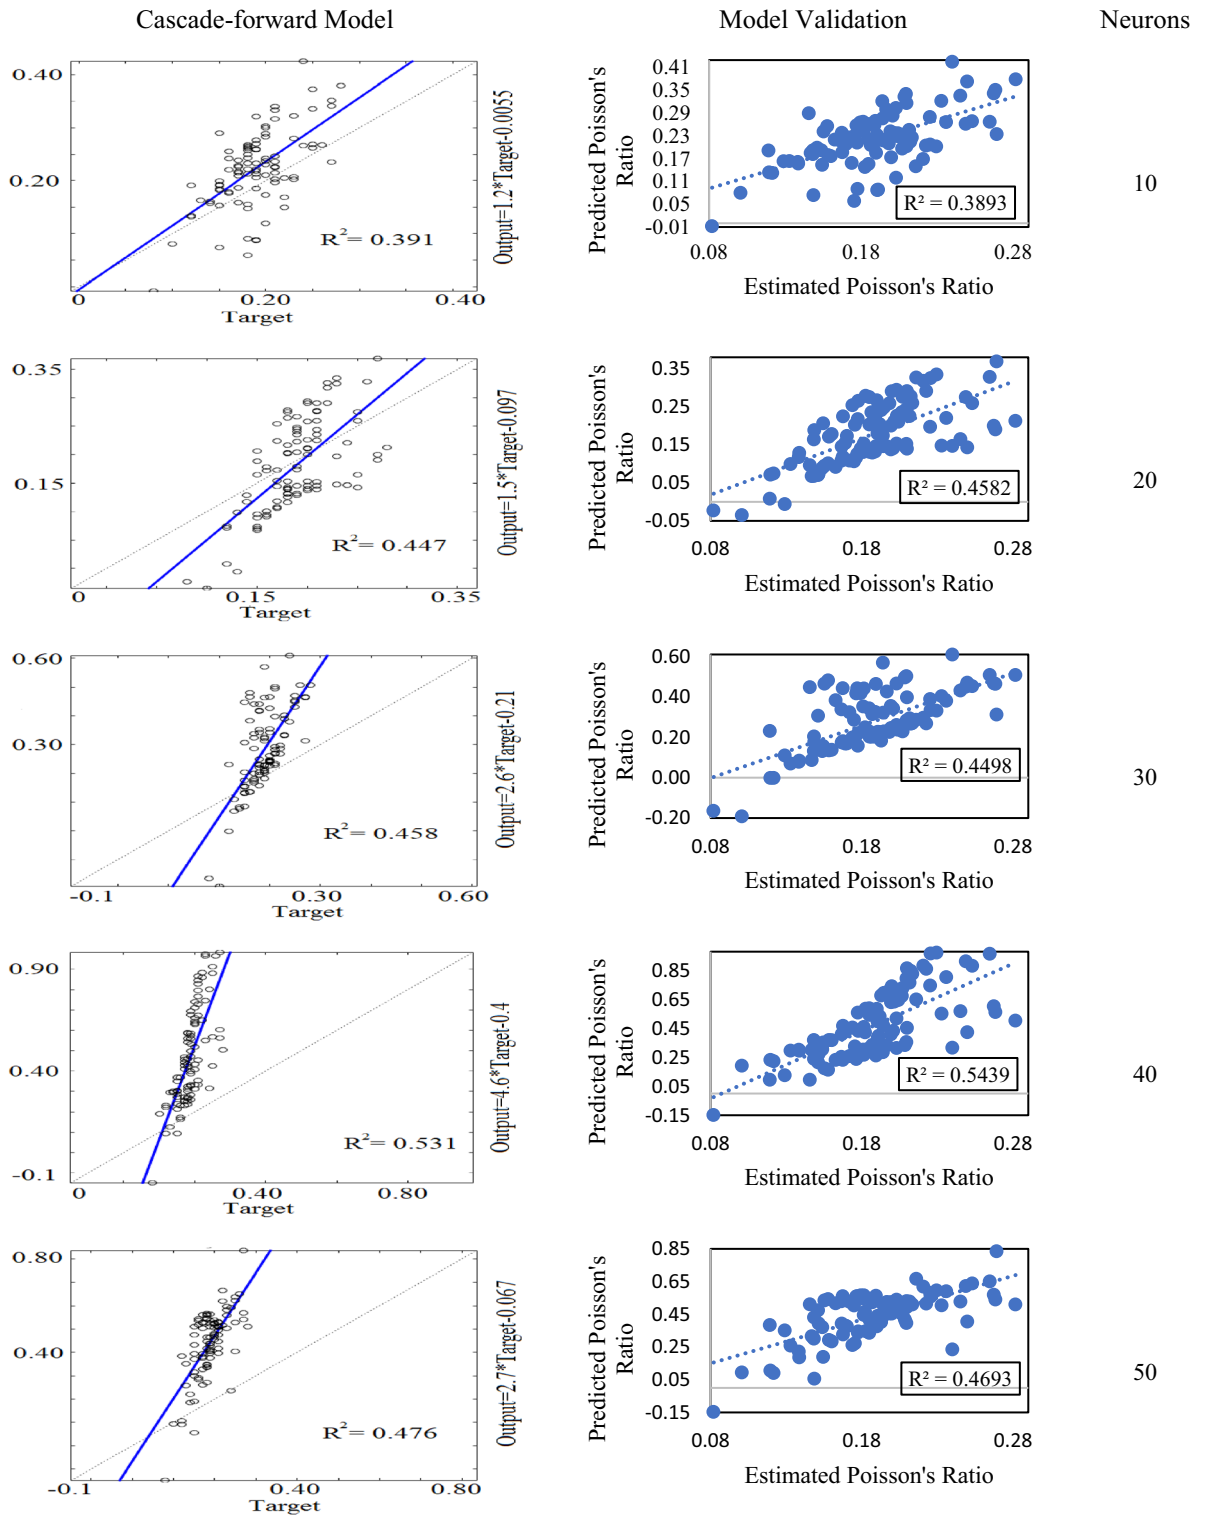 Cascade-forward Model
Model Validation
Neurons
0.40
0.20
0
0.20
0.40
Target
R²= 0.391
Output=1.2*Target-0.0055
Predicted Poisson's
Ratio
0.41
0.35
0.29
0.23
0.17
0.11
0.05
-0.01
R² = 0.3893
0.08
0.18
0.28
Estimated Poisson's Ratio
10
0.35
0.15
0
0.15
0.35
Target
R²= 0.447
Output=1.5*Target-0.097
Predicted Poisson's
Ratio
0.35
0.25
0.15
0.05
-0.05
R² = 0.4582
0.08
0.18
0.28
Estimated Poisson's Ratio
20
0.60
0.30
-0.1
0.30
0.60
Target
R²= 0.458
Output=2.6*Target-0.21
Predicted Poisson's
Ratio
0.60
0.40
0.20
0.00
-0.20
R² = 0.4498
0.08
0.18
0.28
Estimated Poisson's Ratio
30
0.90
0.40
-0.1
0
0.40
0.80
Target
R²= 0.531
Output=4.6*Target-0.4
Predicted Poisson's
Ratio
0.85
0.65
0.45
0.25
0.05
-0.15
R² = 0.5439
0.08
0.18
0.28
Estimated Poisson's Ratio
40
0.80
0.40
-0.1
0.40
0.80
Target
R²= 0.476
Output=2.7*Target-0.067
Predicted Poisson's
Ratio
0.85
0.65
0.45
0.25
0.05
-0.15
R² = 0.4693
0.08
0.18
0.28
Estimated Poisson's Ratio
50